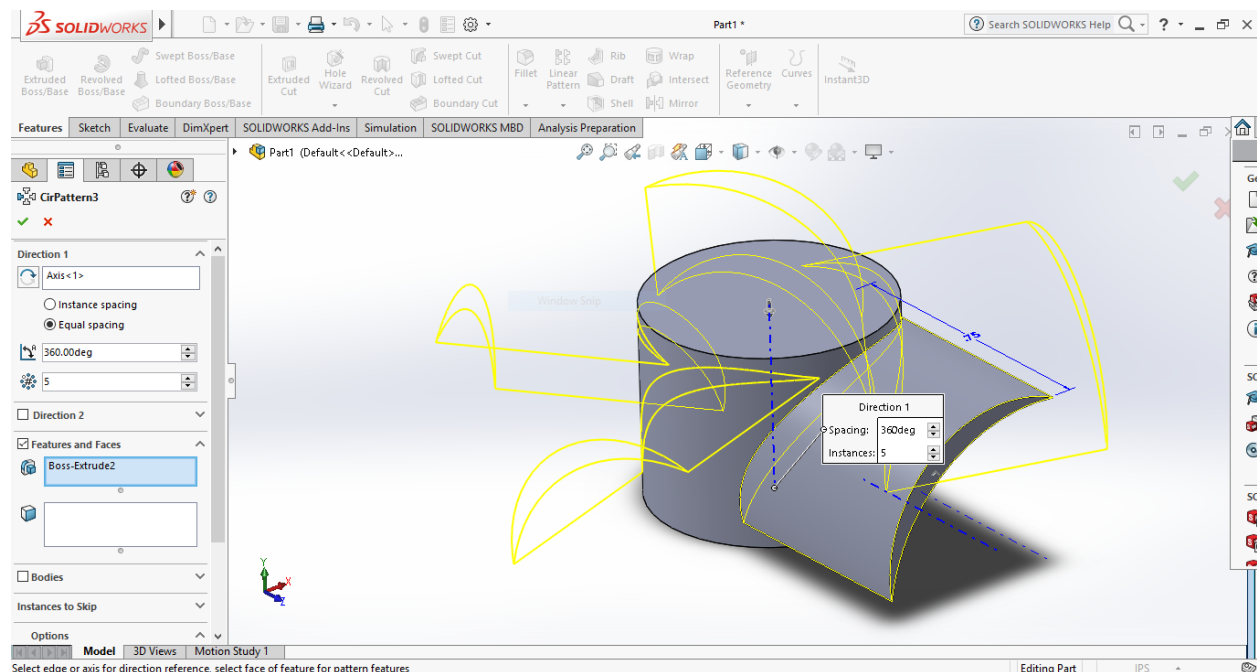 SOLIDWORKS
Part1 *
Search SOLIDWORKS Help
?
Extruded Boss/Base
Revolved Boss/Base
Swept Boss/Base
Lofted Boss/Base
Boundary Boss/Base
Extruded Cut
Hole Wizard
Revolved Cut
Swept Cut
Lofted Cut
Boundary Cut
Fillet
Linear Pattern
Rib
Draft
Shell
Wrap
Intersect
Mirror
Reference Geometry
Curves
Instant3D
Features Sketch Evaluate DimXpert SOLIDWORKS Add-Ins Simulation SOLIDWORKS MBD Analysis Preparation
Part1 (Default<<Default>...
CirPattern3
Direction 1
Axis<1>
Instance spacing
Equal spacing
360.00deg
5
Direction 2
Features and Faces
Boss-Extrude2
Bodies
Instances to Skip
Options
Window Snip
Direction 1
Spacing: 360deg
Instances: 5
Y
X
Z
Model 3D Views Motion Study 1
Select edge or axis for direction reference, select face of feature for pattern features
Editing Part
IPS